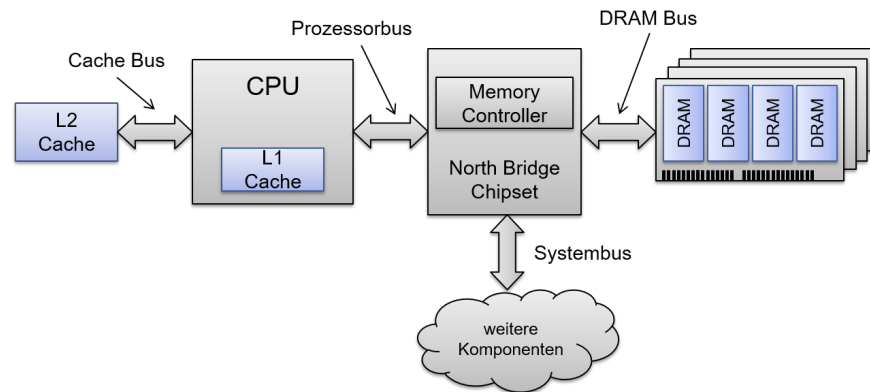 DRAM Bus
Prozessorbus
Cache Bus
CPU
Memory
Controller
L2
Cache
L1
Cache
North Bridge
Chipset
DRAM
DRAM
DRAM
DRAM
Systembus
weitere
Komponenten